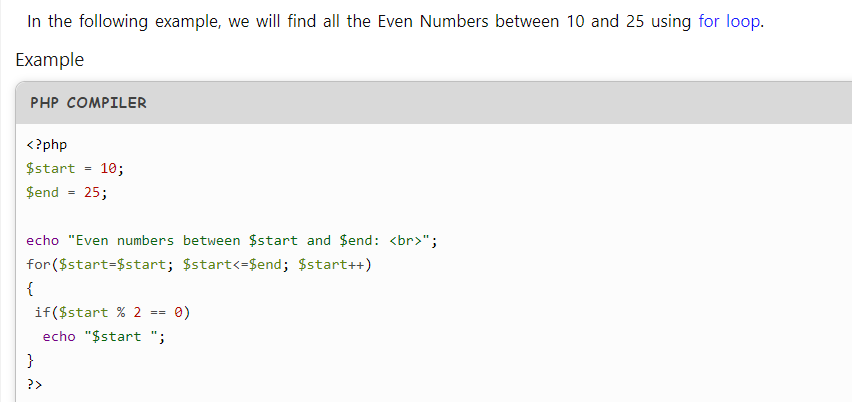 In the following example, we will find all the Even Numbers between 10 and 25 using for loop.
Example
PHP COMPILER
<?php
$start = 10;
$end = 25;
echo "Even numbers between $start and $end: <br>";
for($start=$start; $start<=$end; $start++)
{
if($start % 2 == 0)
echo "$start ";
}
?>